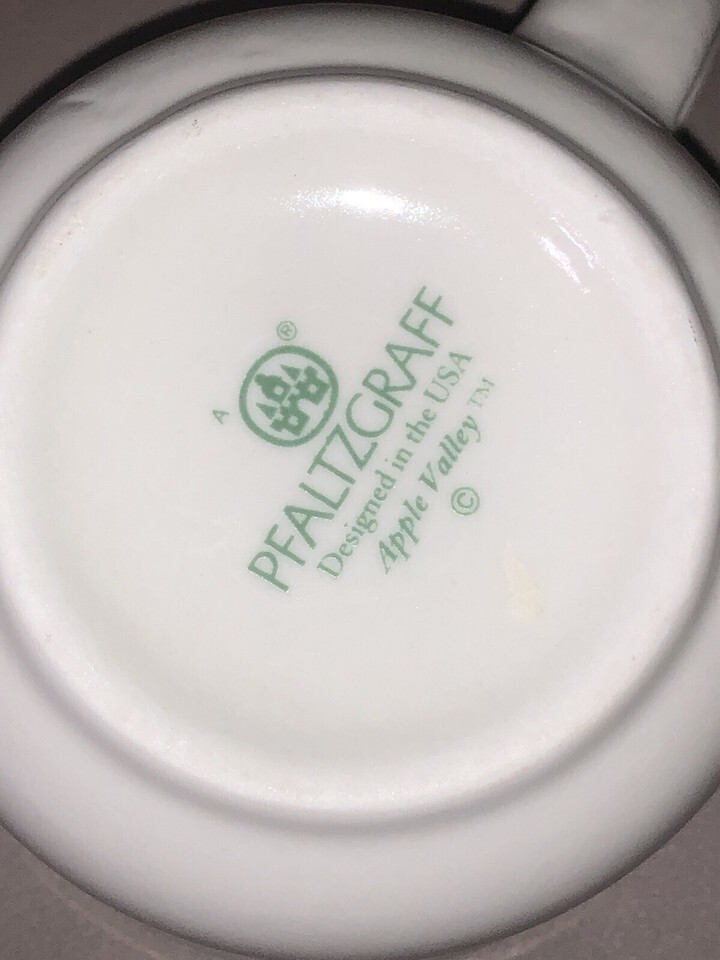 ®
A
PFALTZGRAFF
Designed in the USA
Apple Valley™
©